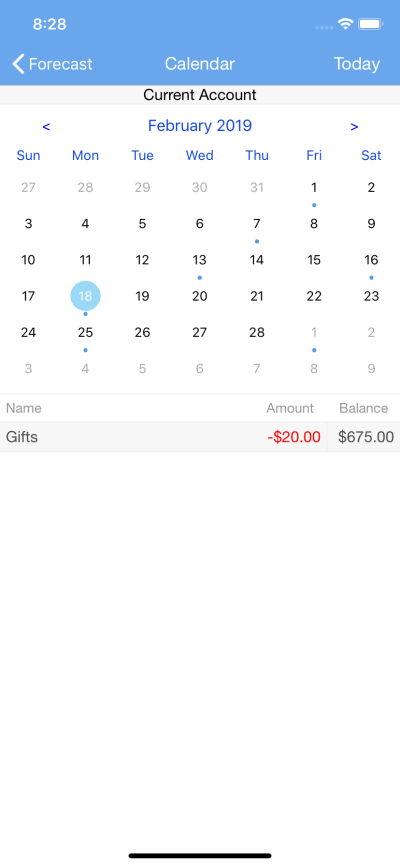 8:28
Forecast Calendar Today
Current Account
< February 2019 >
Sun Mon Tue Wed Thu Fri Sat
27 28 29 30 31 1 2
3 4 5 6 7 8 9
10 11 12 13 14 15 16
17 18 19 20 21 22 23
24 25 26 27 28 1 2
3 4 5 6 7 8 9
Name Amount Balance
Gifts -$20.00 $675.00